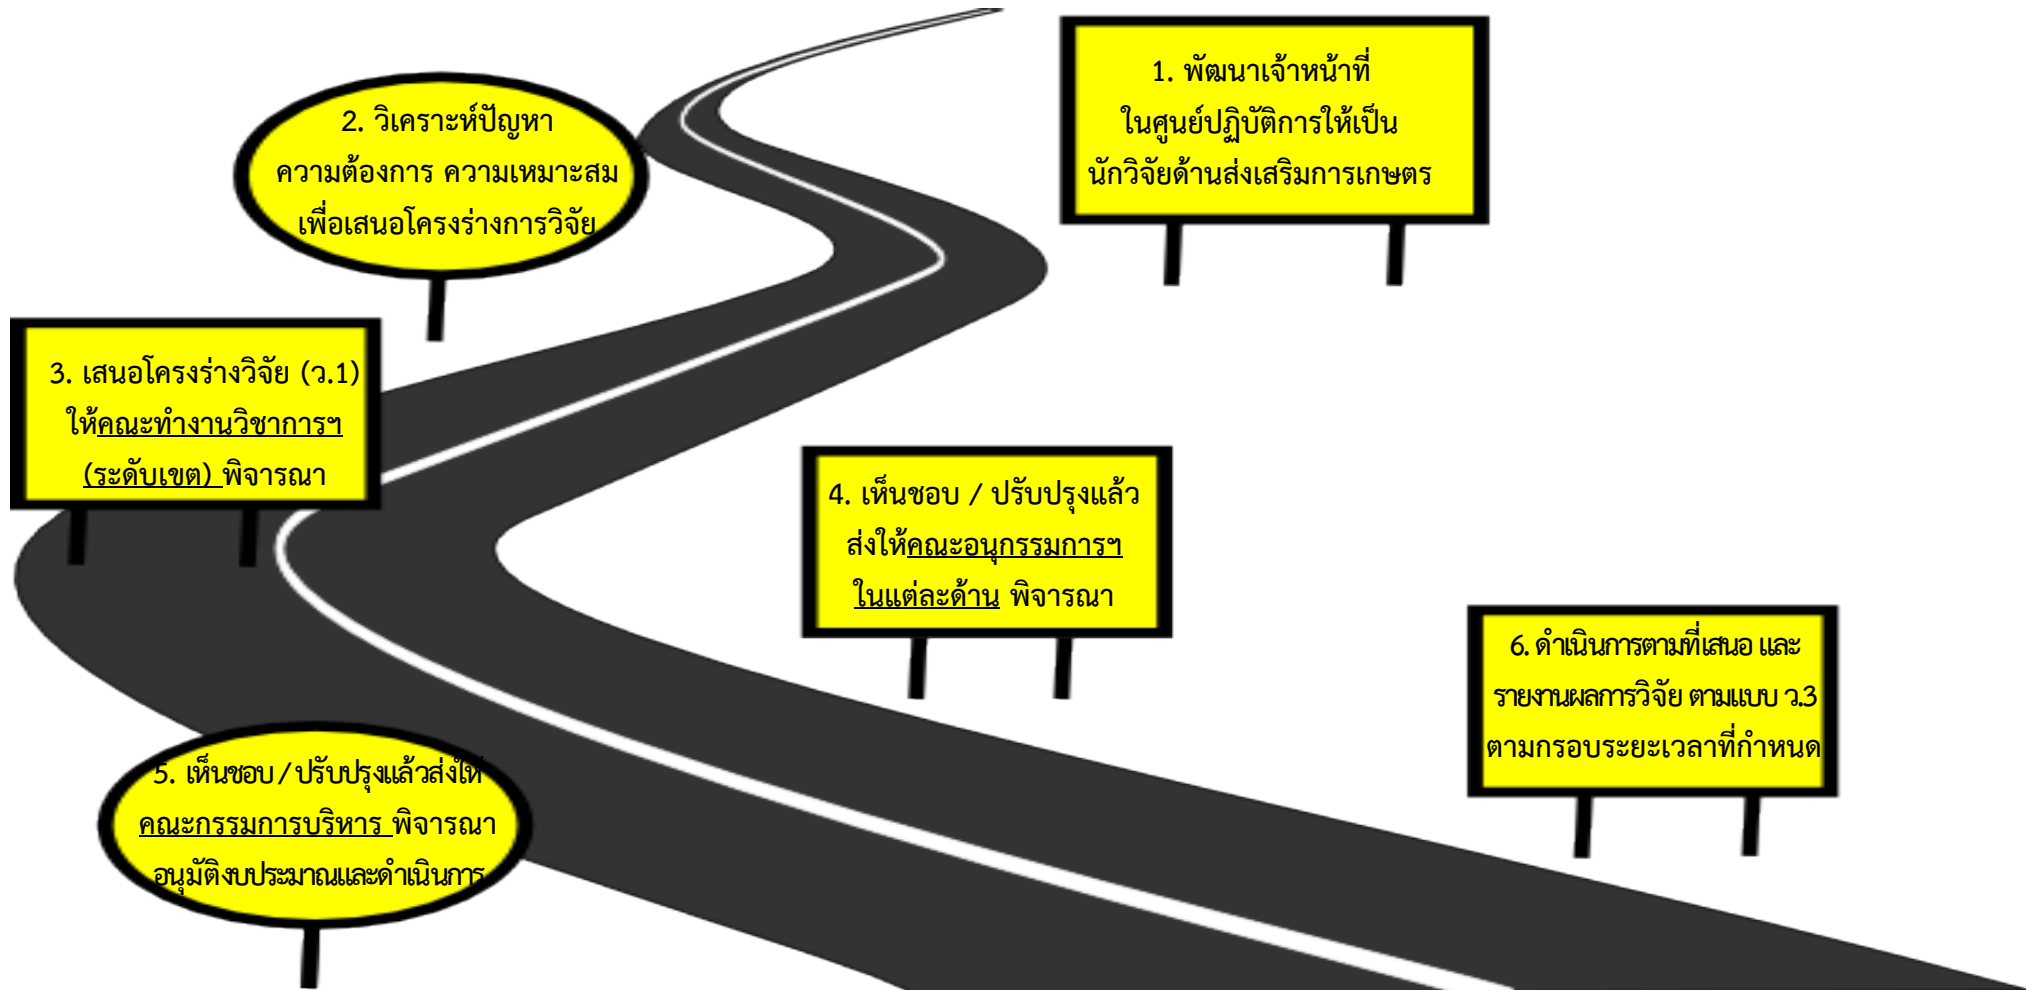 1. พัฒนาเจ้าหน้าที่
ในศูนย์ปฏิบัติการให้เป็น
นักวิจัยด้านส่งเสริมการเกษตร
2. วิเคราะห์ปัญหา
ความต้องการ ความเหมาะสม
เพื่อเสนอโครงร่างการวิจัย
3. เสนอโครงร่างวิจัย (ว.1)
ให้คณะทำงานวิชาการฯ
(ระดับเขต) พิจารณา
4. เห็นชอบ / ปรับปรุงแล้ว
ส่งให้คณะอนุกรรมการฯ
ในแต่ละด้าน พิจารณา
5. เห็นชอบ / ปรับปรุงแล้วส่งให้
คณะกรรมการบริหาร พิจารณา
อนุมัติงบประมาณและดำเนินการ
6. ดำเนินการตามที่เสนอ และ
รายงานผลการวิจัย ตามแบบ ว.3
ตามกรอบระยะเวลาที่กำหนด